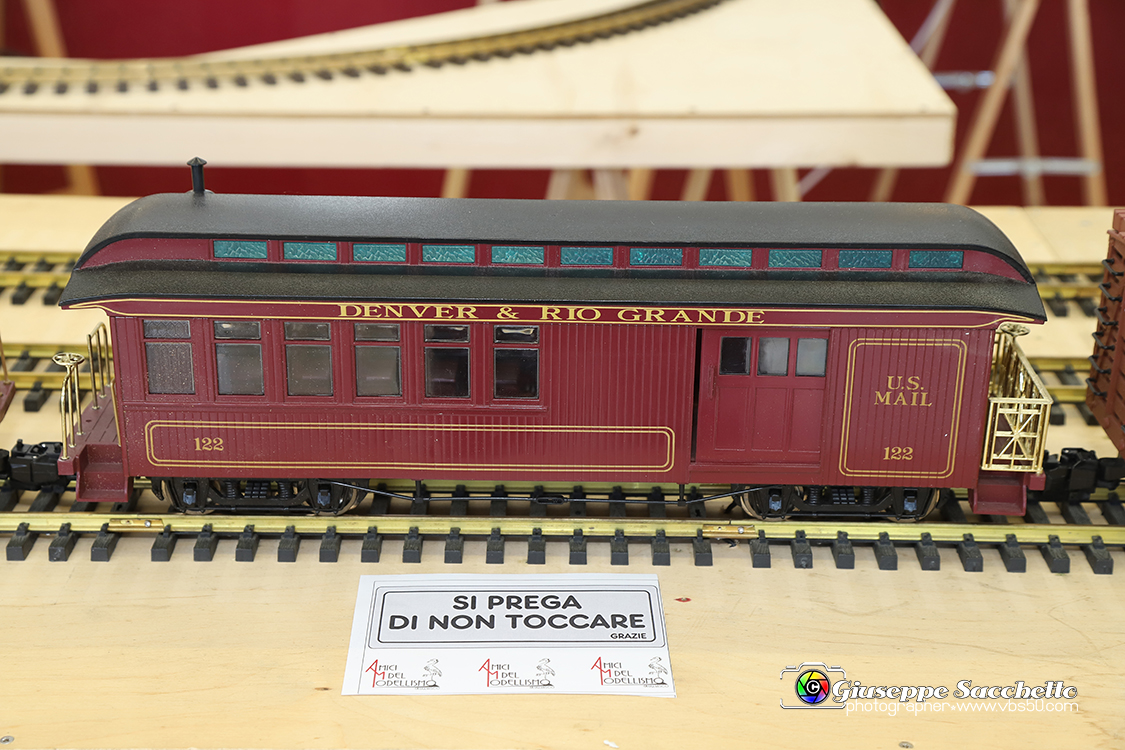 DENVER & RIO GRANDE
U.S.
MAIL
122
122
SI PREGA
DI NON TOCCARE
GRAZIE
AMICI DEL MODELLISMO
AMICI DEL MODELLISMO
AMICI DEL MODELLISMO
© Giuseppe Sacchetto
photographer-www.vbs50.com